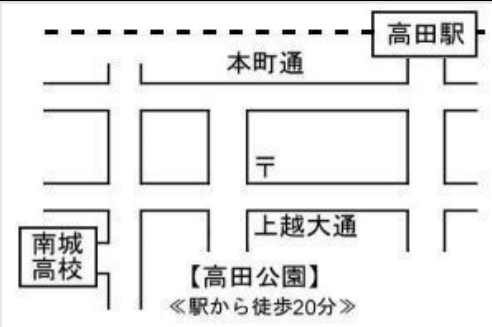 高田駅
本町通
〒
上越大通
南城
高校
【高田公園】
≪駅から徒歩20分≫